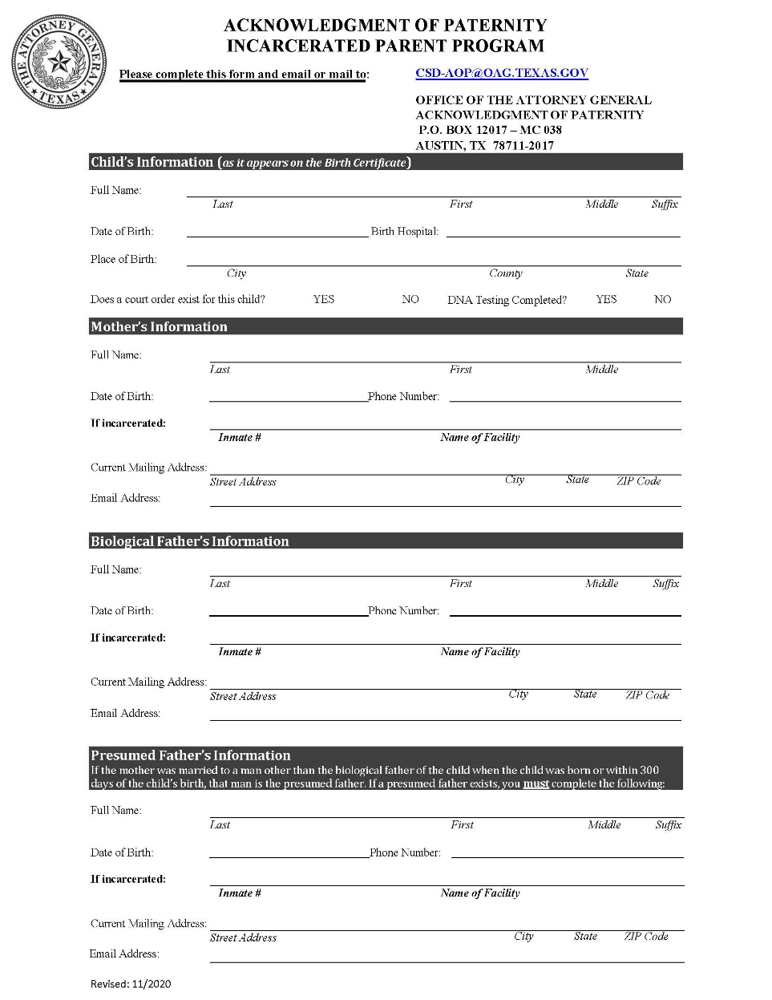 THE ATTORNEY GENERAL
★ TEXAS ★
ACKNOWLEDGMENT OF PATERNITY
INCARCERATED PARENT PROGRAM
Please complete this form and email or mail to: CSD-AOP@OAG.TEXAS.GOV
OFFICE OF THE ATTORNEY GENERAL
ACKNOWLEDGMENT OF PATERNITY
P.O. BOX 12017 – MC 038
AUSTIN, TX 78711-2017
Child's Information (as it appears on the Birth Certificate)
Full Name:
Last First Middle Suffix
Date of Birth: Birth Hospital:
Place of Birth:
City County State
Does a court order exist for this child? YES NO DNA Testing Completed? YES NO
Mother's Information
Full Name:
Last First Middle
Date of Birth: Phone Number:
If incarcerated:
Inmate # Name of Facility
Current Mailing Address:
Street Address City State ZIP Code
Email Address:
Biological Father's Information
Full Name:
Last First Middle Suffix
Date of Birth: Phone Number:
If incarcerated:
Inmate # Name of Facility
Current Mailing Address:
Street Address City State ZIP Code
Email Address:
Presumed Father's Information
If the mother was married to a man other than the biological father of the child when the child was born or within 300
days of the child's birth, that man is the presumed father. If a presumed father exists, you must complete the following:
Full Name:
Last First Middle Suffix
Date of Birth: Phone Number:
If incarcerated:
Inmate # Name of Facility
Current Mailing Address:
Street Address City State ZIP Code
Email Address:
Revised: 11/2020